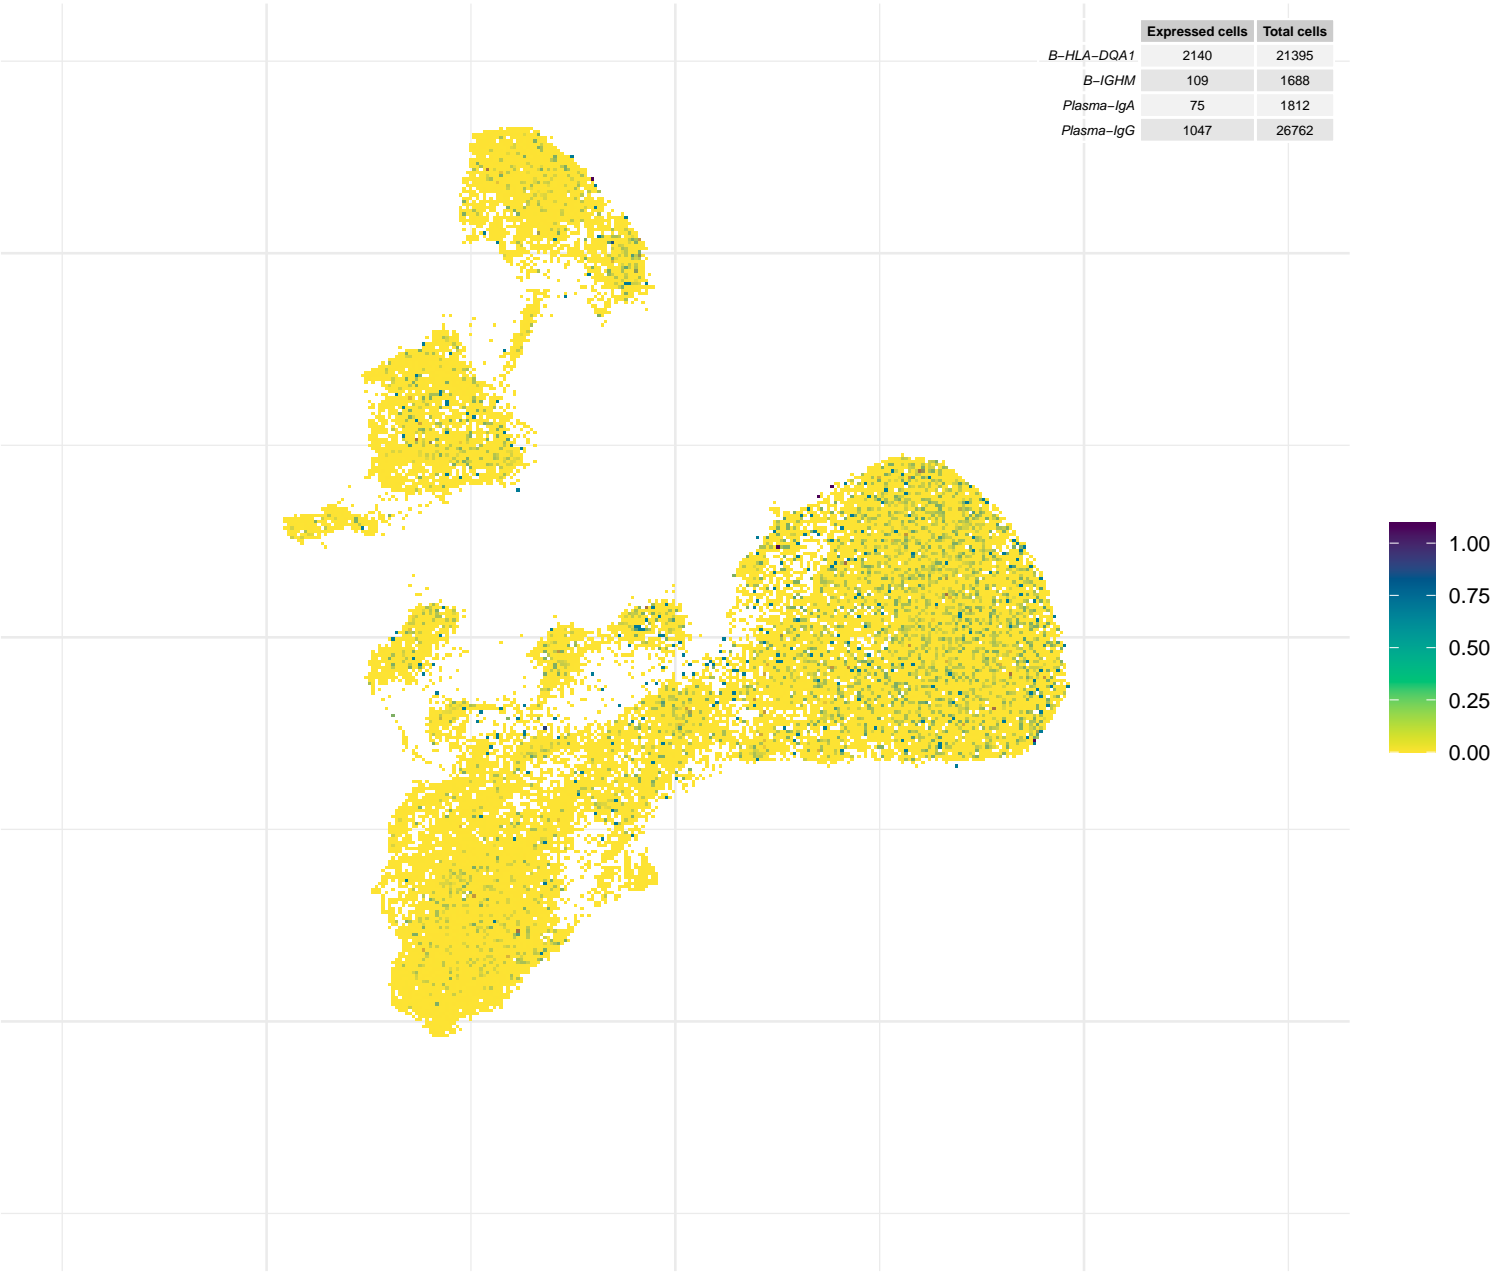 Expressed cells Total cells
B−HLA−DQA1 2140 21395
B−IGHM 109 1688
Plasma−IgA 75 1812
Plasma−IgG 1047 26762
1.00
0.75
0.50
0.25
0.00